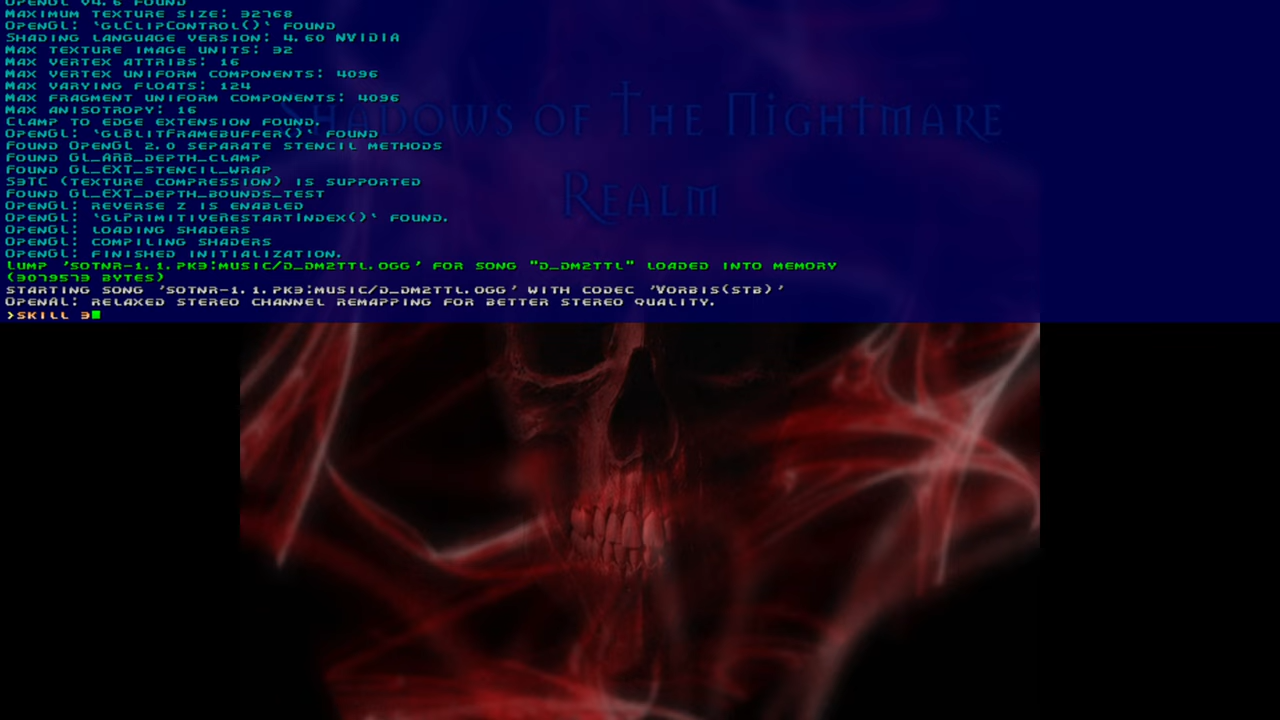 OpenGL v4.6 found
Maximum texture size: 32768
OpenGL: `glClipControl()` found
Shading language version: 4.60 NVIDIA
Max texture image units: 32
Max vertex attribs: 16
Max vertex uniform components: 4096
Max varying floats: 124
Max fragment uniform components: 4096
Max anisotropy: 16
Clamp to edge extension found.
OpenGL: `glBlitFramebuffer()` found
Found OpenGL 2.0 separate stencil methods
Found GL_ARB_depth_clamp
Found GL_EXT_stencil_wrap
S3TC (texture compression) is supported
Found GL_EXT_depth_bounds_test
OpenGL: Reverse Z is enabled
OpenGL: `glPrimitiveRestartIndex()` found.
OpenGL: Loading shaders
OpenGL: Compiling shaders
OpenGL: Finished initialization.
Lump 'sotnr-1.1.pk3:music/d_dm2ttl.ogg' for song "d_dm2ttl" loaded into memory
(3079573 bytes)
Starting song 'sotnr-1.1.pk3:music/d_dm2ttl.ogg' with codec 'Vorbis(stb)'
OpenAL: Relaxed stereo channel remapping for better stereo quality.
>skill 3
Shadows of The Nightmare
Realm